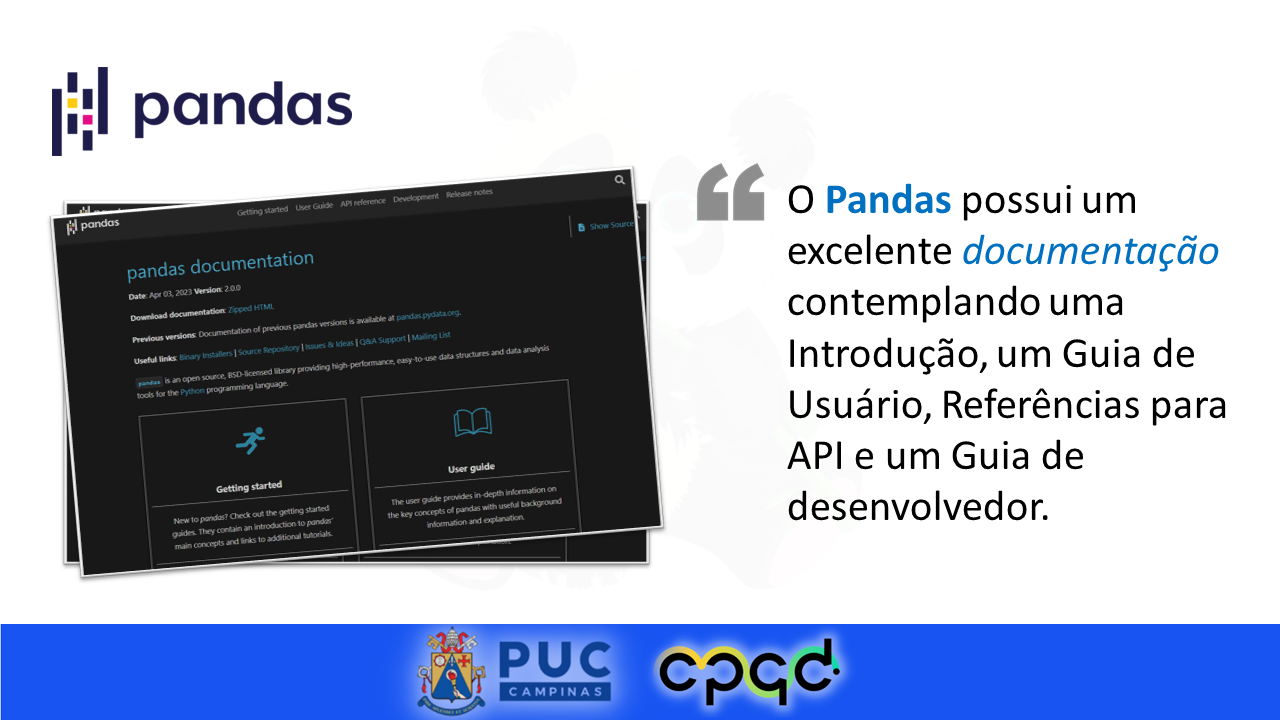 pandas
pandas
Getting started User Guide API reference Development Release notes
Show Source
pandas documentation
Date: Apr 03, 2023 Version: 2.0.0
Download documentation: Zipped HTML
Previous versions: Documentation of previous pandas versions is available at pandas.pydata.org.
Useful links: Binary Installers | Source Repository | Issues & Ideas | Q&A Support | Mailing List
pandas is an open source, BSD-licensed library providing high-performance, easy-to-use data structures and data analysis
tools for the Python programming language.
Getting started
New to pandas? Check out the getting started
guides. They contain an introduction to pandas'
main concepts and links to additional tutorials.
User guide
The user guide provides in-depth information on
the key concepts of pandas with useful background
information and explanation.
“
O Pandas possui um
excelente documentação
contemplando uma
Introdução, um Guia de
Usuário, Referências para
API e um Guia de
desenvolvedor.
PUC
CAMPINAS
cpqd